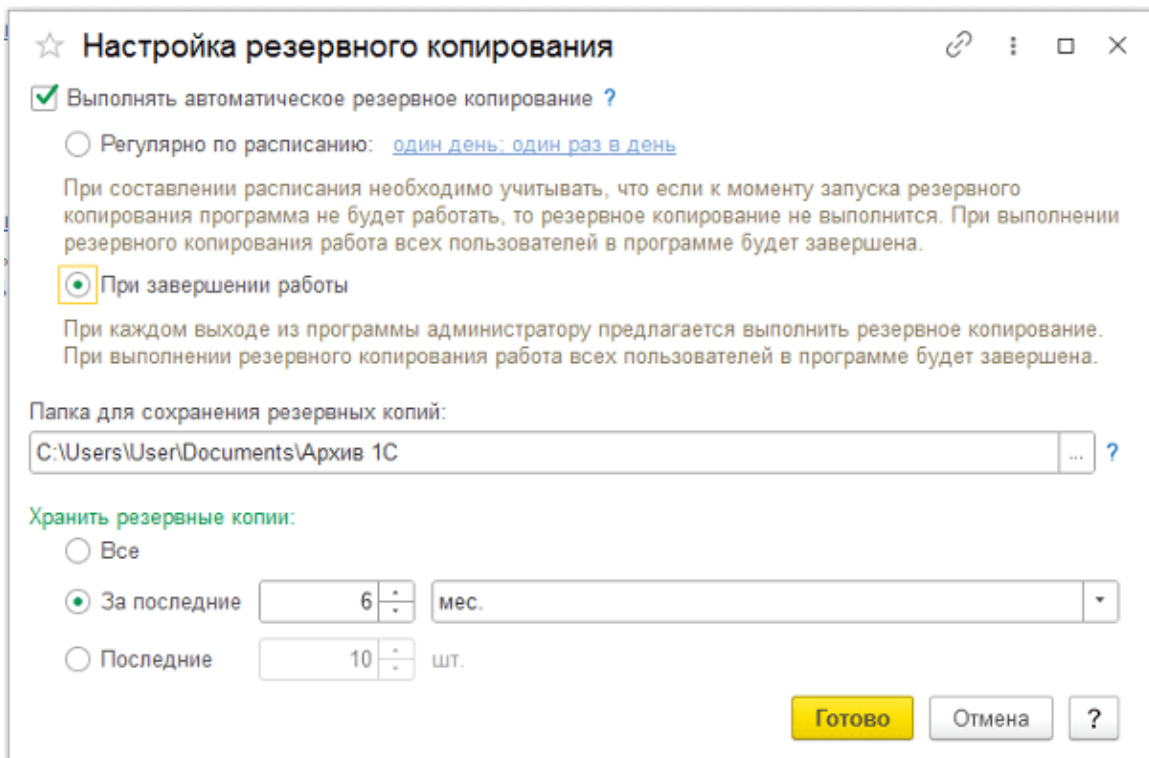 Настройка резервного копирования
Выполнять автоматическое резервное копирование ?
Регулярно по расписанию: один день; один раз в день
При составлении расписания необходимо учитывать, что если к моменту запуска резервного
копирования программа не будет работать, то резервное копирование не выполнится. При выполнении
резервного копирования работа всех пользователей в программе будет завершена.
При завершении работы
При каждом выходе из программы администратору предлагается выполнить резервное копирование.
При выполнении резервного копирования работа всех пользователей в программе будет завершена.
Папка для сохранения резервных копий:
C:\Users\User\Documents\Архив 1С ... ?
Хранить резервные копии:
Все
За последние 6 мес.
Последние 10 шт.
Готово Отмена ?